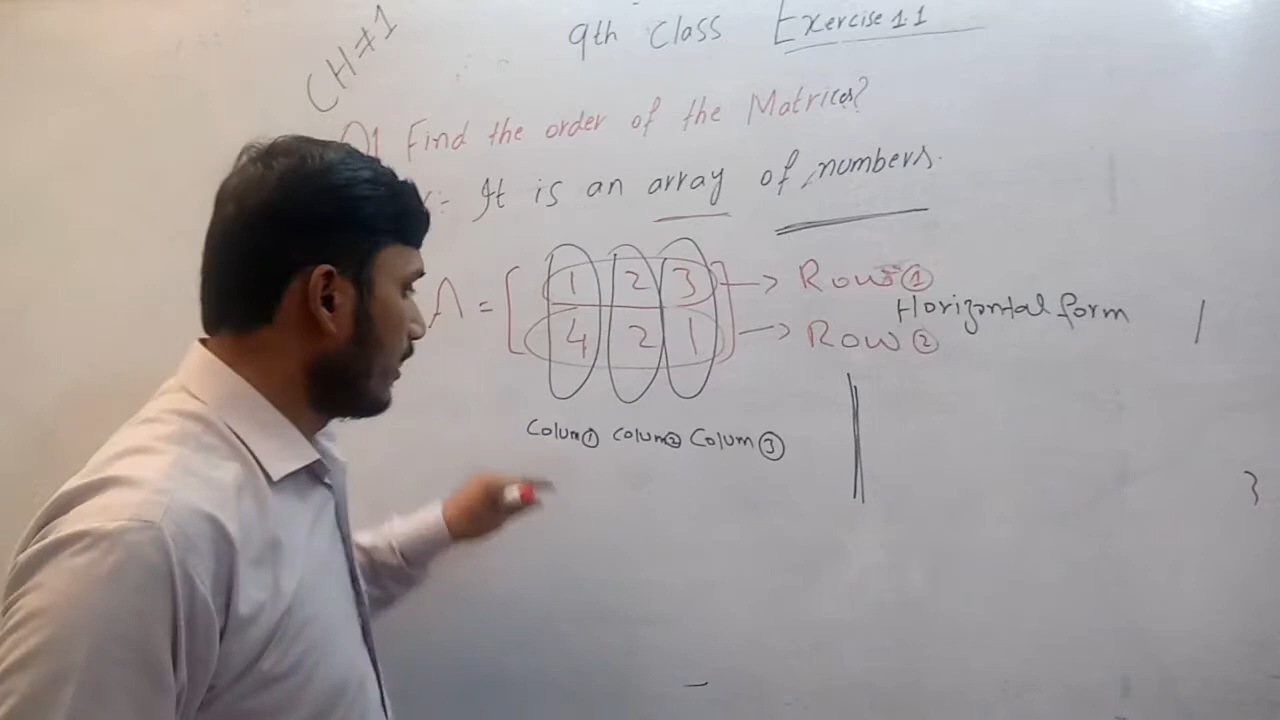 CH#1
9th Class Exercise 1.1
Q1 Find the order of the Matrices?
:- It is an array of numbers.
A = [ 1 2 3 ] → Row ①
Horizontal form
4 2 1 → Row ②
Colum① Colum② Colum③